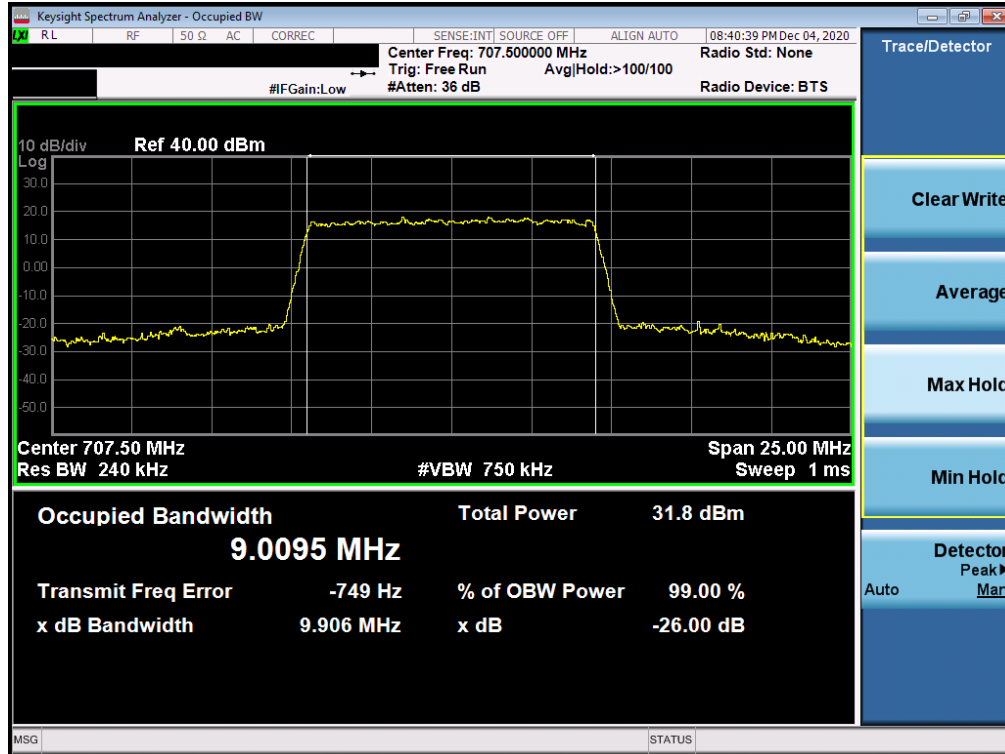 Keysight Spectrum Analyzer - Occupied BW
LXI RL RF 50 Ω AC CORREC SENSE:INT SOURCE OFF ALIGN AUTO 08:40:39 PM Dec 04, 2020
Center Freq: 707.500000 MHz Radio Std: None
Trig: Free Run Avg|Hold:>100/100
#IFGain:Low #Atten: 36 dB Radio Device: BTS
10 dB/div Ref 40.00 dBm
Log
30.0
20.0
10.0
0.00
-10.0
-20.0
-30.0
-40.0
-50.0
Center 707.50 MHz Span 25.00 MHz
Res BW 240 kHz #VBW 750 kHz Sweep 1 ms
Occupied Bandwidth Total Power 31.8 dBm
9.0095 MHz
Transmit Freq Error -749 Hz % of OBW Power 99.00 %
x dB Bandwidth 9.906 MHz x dB -26.00 dB
MSG STATUS
Trace/Detector
Clear Write
Average
Max Hold
Min Hold
Detector
Peak▶
Auto Man